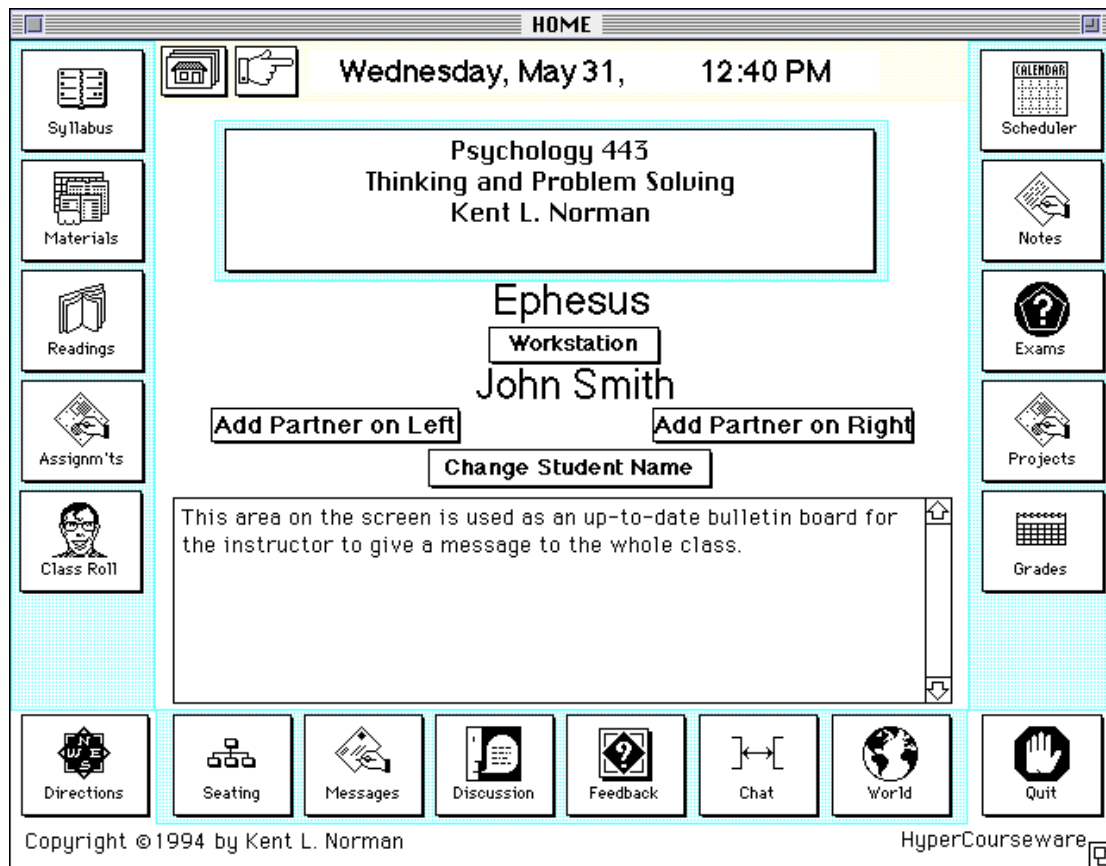 HOME
Wednesday, May 31, 12:40 PM
Syllabus
Materials
Readings
Assignm'ts
Class Roll
Psychology 443
Thinking and Problem Solving
Kent L. Norman
Ephesus
Workstation
John Smith
Add Partner on Left
Add Partner on Right
Change Student Name
This area on the screen is used as an up-to-date bulletin board for
the instructor to give a message to the whole class.
CALENDAR
Scheduler
Notes
Exams
Projects
Grades
N
W E
S
Directions
Seating
Messages
Discussion
Feedback
Chat
World
Quit
Copyright ©1994 by Kent L. Norman
HyperCourseware